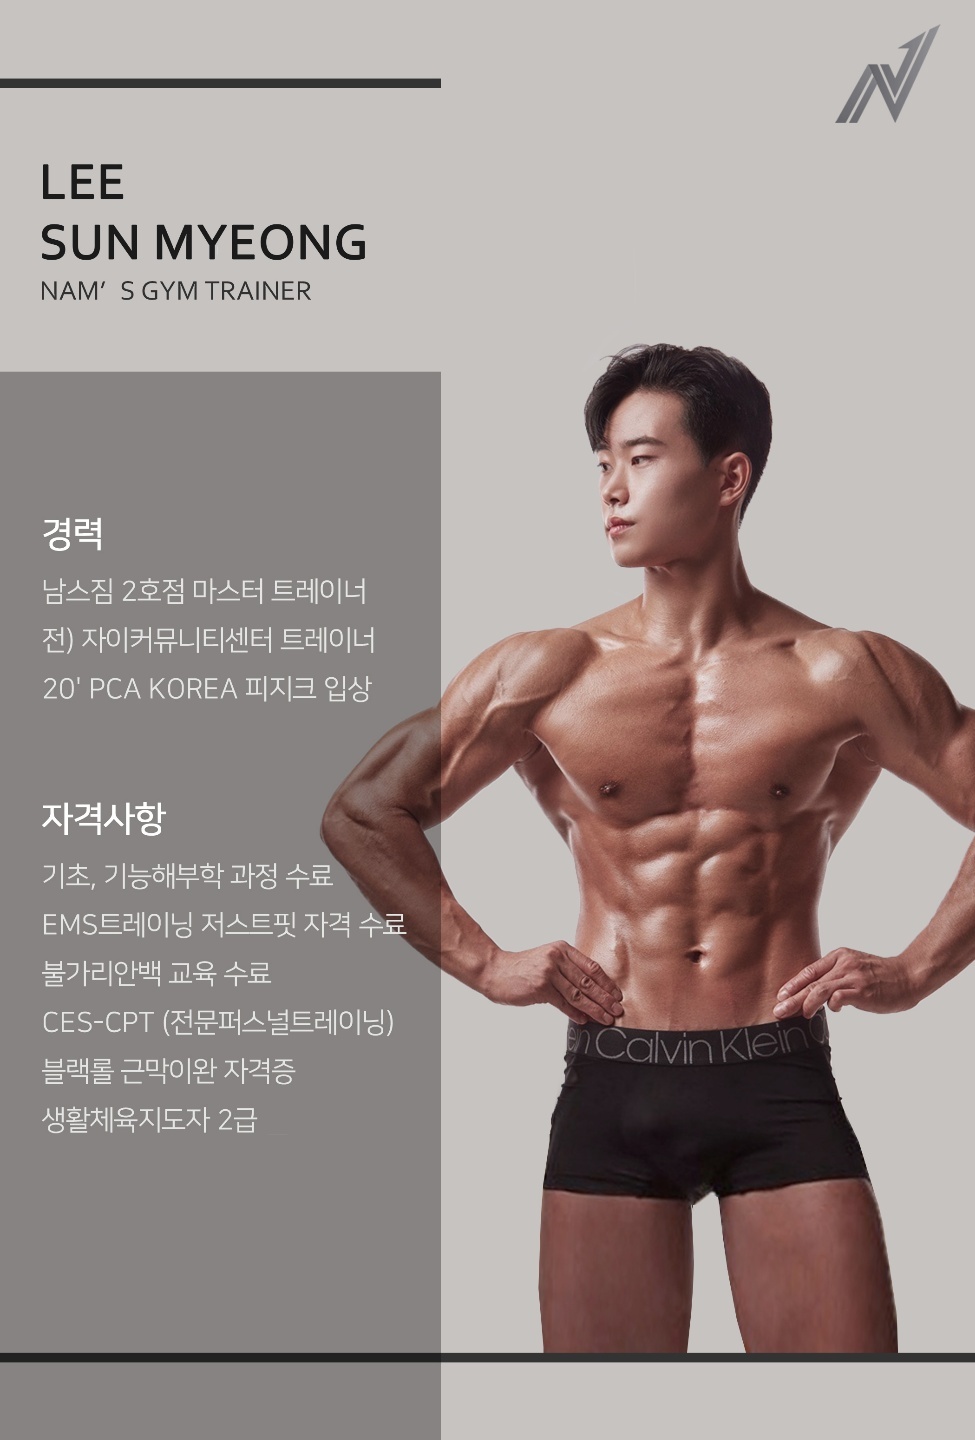 LEE
SUN MYEONG
NAM’ S GYM TRAINER
경력
남스짐 2호점 마스터 트레이너
전) 자이커뮤니티센터 트레이너
20' PCA KOREA 피지크 입상
자격사항
기초, 기능해부학 과정 수료
EMS트레이닝 저스트핏 자격 수료
불가리안백 교육 수료
CES-CPT (전문퍼스널트레이닝)
블랙롤 근막이완 자격증
생활체육지도자 2급
Calvin Klein